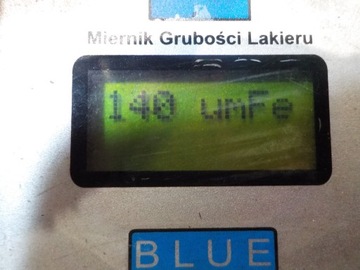 Miernik Grubości Lakieru
140 umFe
BLUE